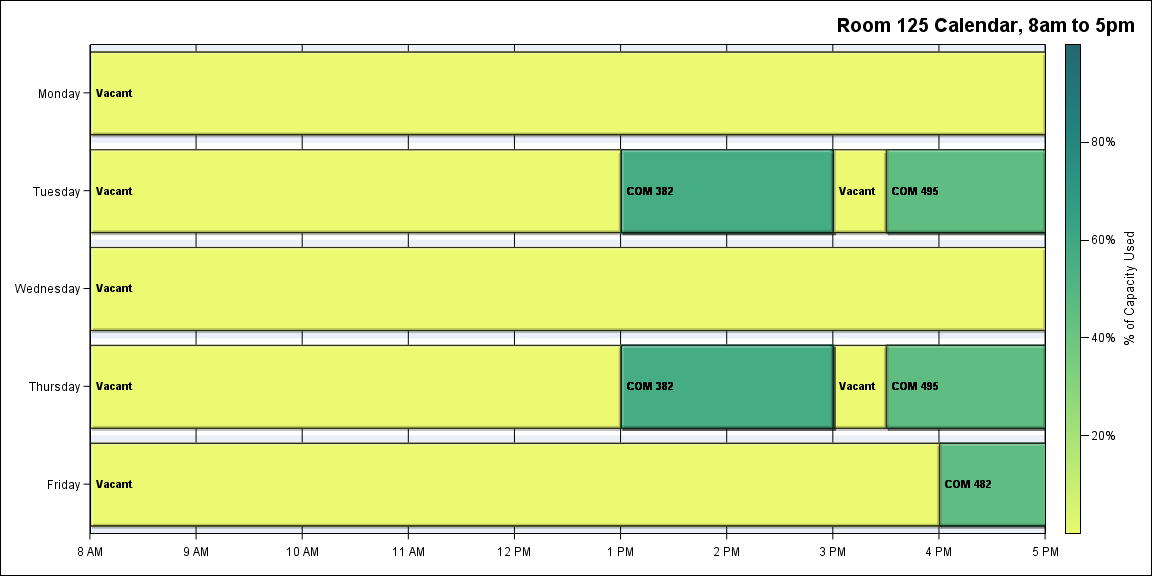 Room 125 Calendar, 8am to 5pm
Monday
Vacant
Tuesday
Vacant
COM 382
Vacant
COM 495
Wednesday
Vacant
Thursday
Vacant
COM 382
Vacant
COM 495
Friday
Vacant
COM 482
8 AM
9 AM
10 AM
11 AM
12 PM
1 PM
2 PM
3 PM
4 PM
5 PM
80%
60%
40%
20%
% of Capacity Used